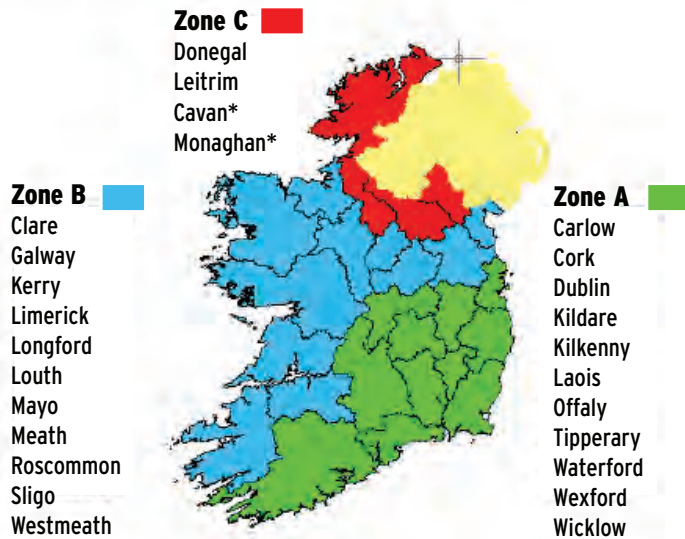 Zone C
Donegal
Leitrim
Cavan*
Monaghan*
Zone B
Clare
Galway
Kerry
Limerick
Longford
Louth
Mayo
Meath
Roscommon
Sligo
Westmeath
Zone A
Carlow
Cork
Dublin
Kildare
Kilkenny
Laois
Offaly
Tipperary
Waterford
Wexford
Wicklow